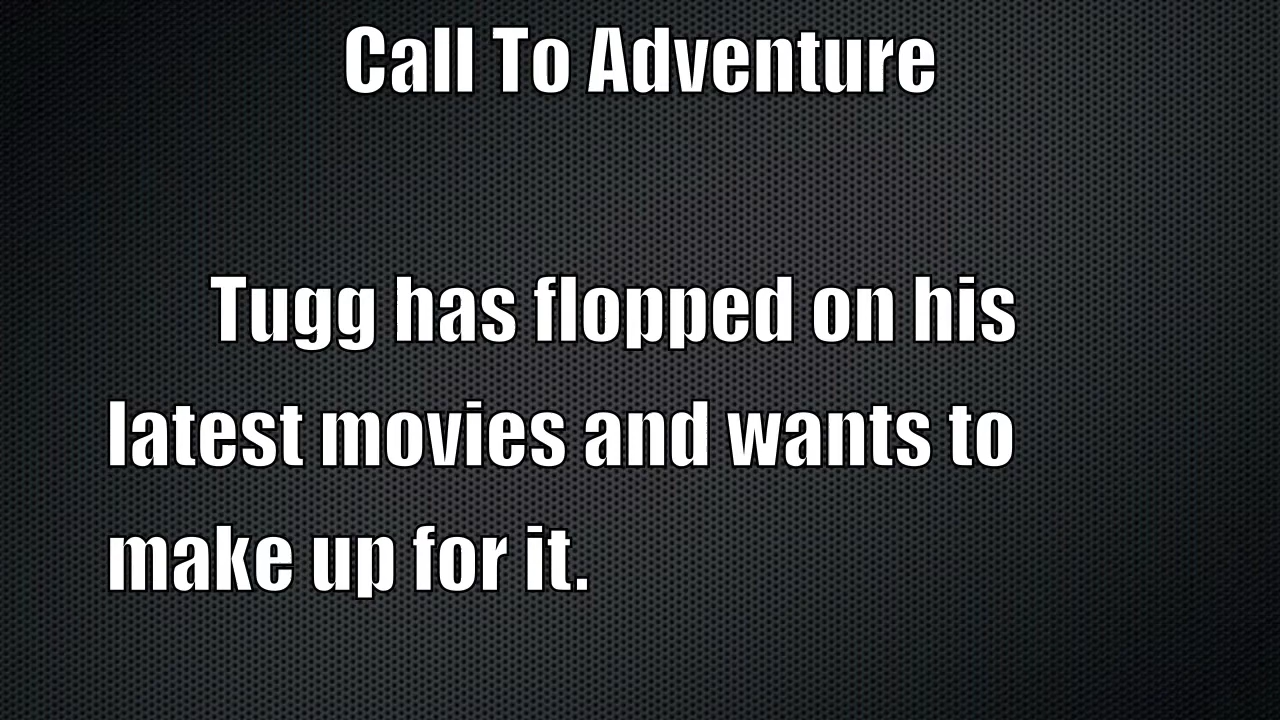 Call To Adventure
Tugg has flopped on his
latest movies and wants to
make up for it.